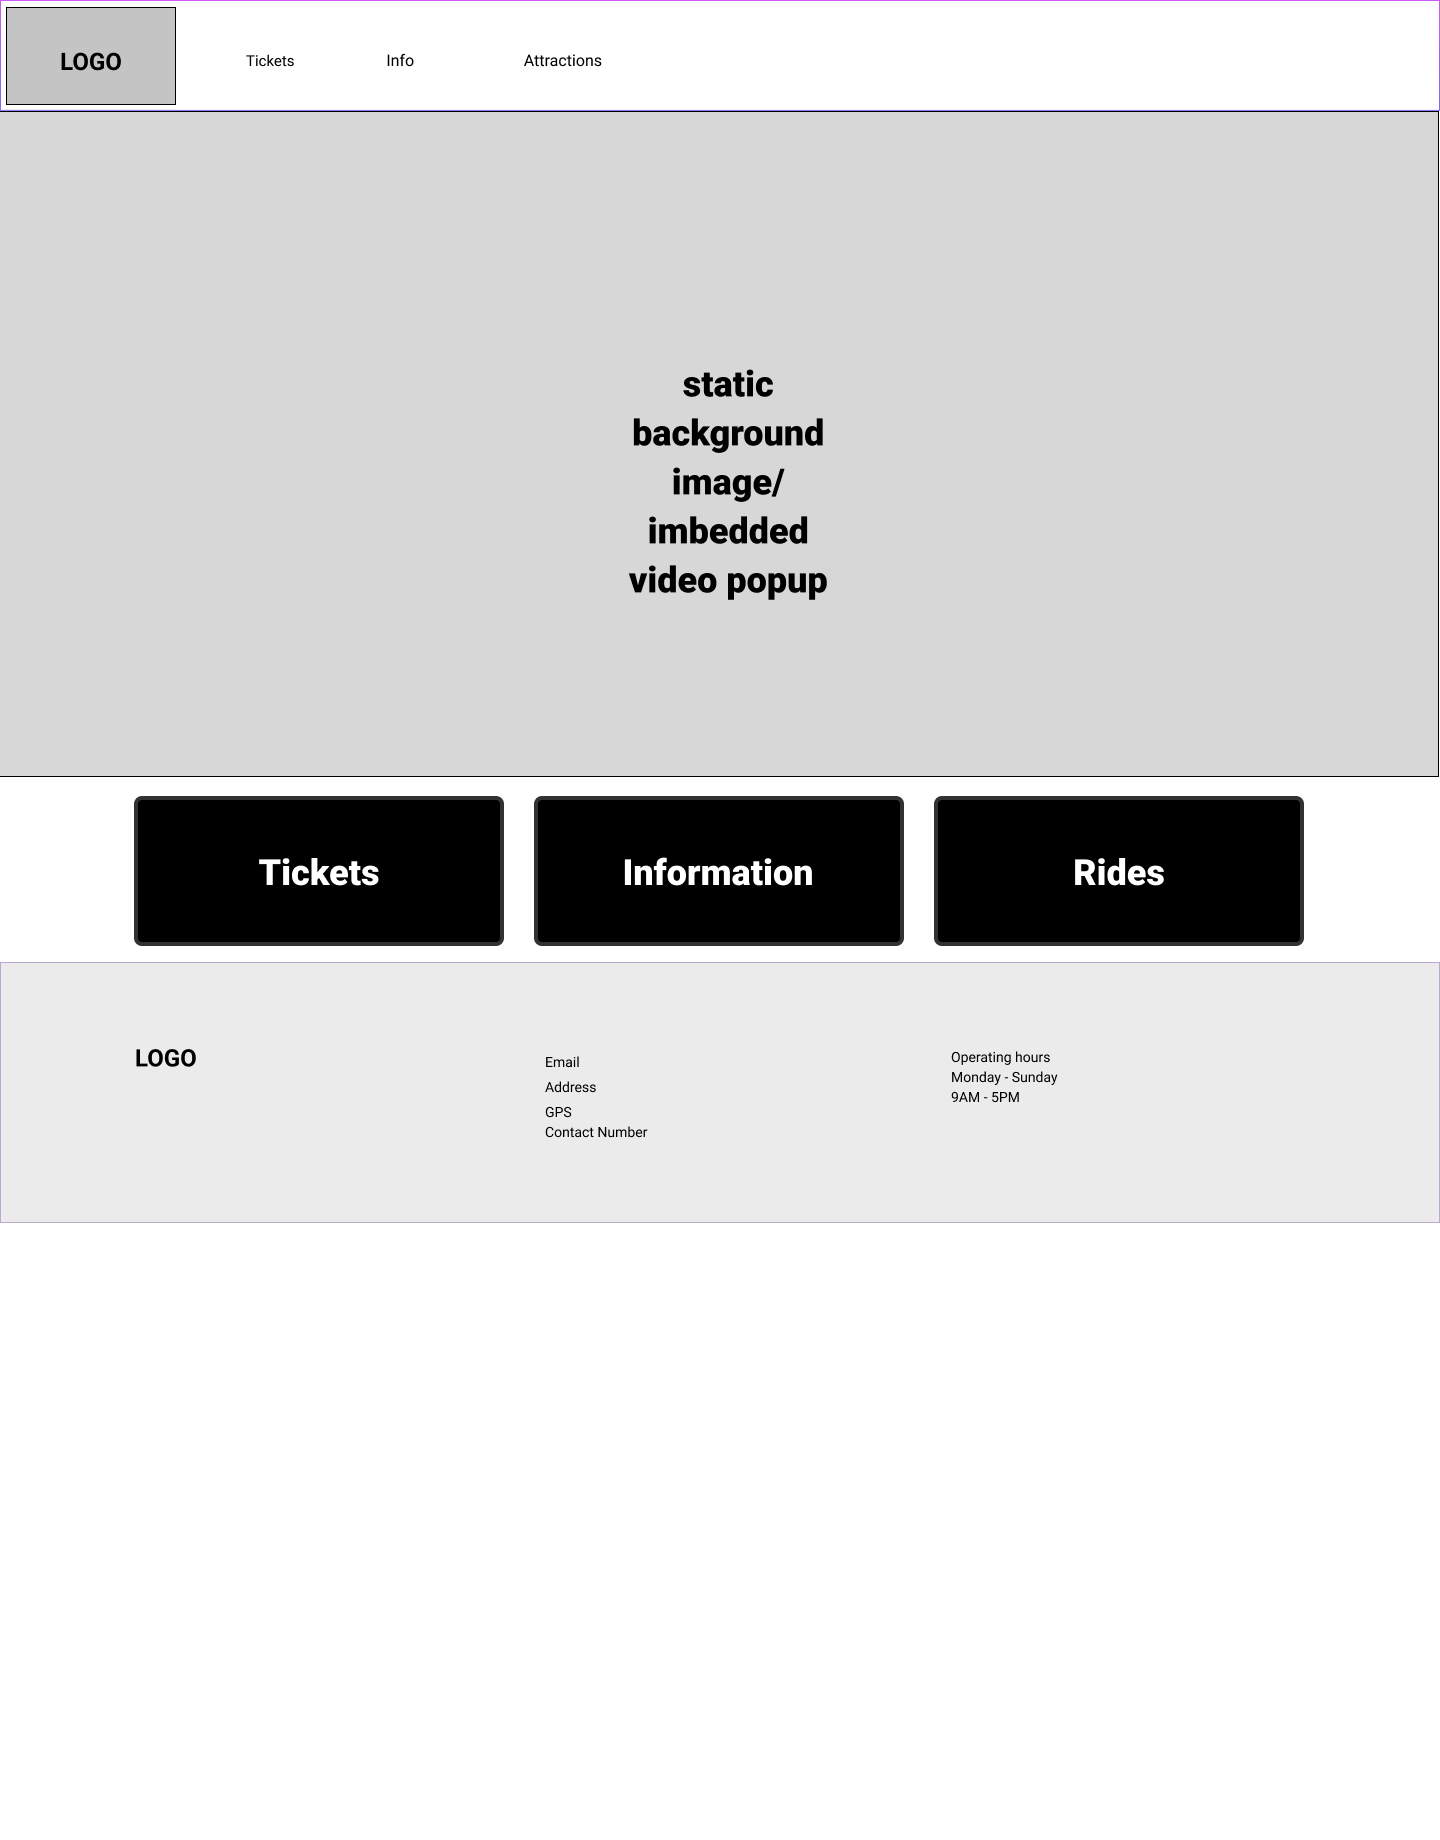 LOGO
Tickets
Info
Attractions
static
background
image/
imbedded
video popup
Tickets
Information
Rides
LOGO
Email
Address
GPS
Contact Number
Operating hours
Monday - Sunday
9AM - 5PM